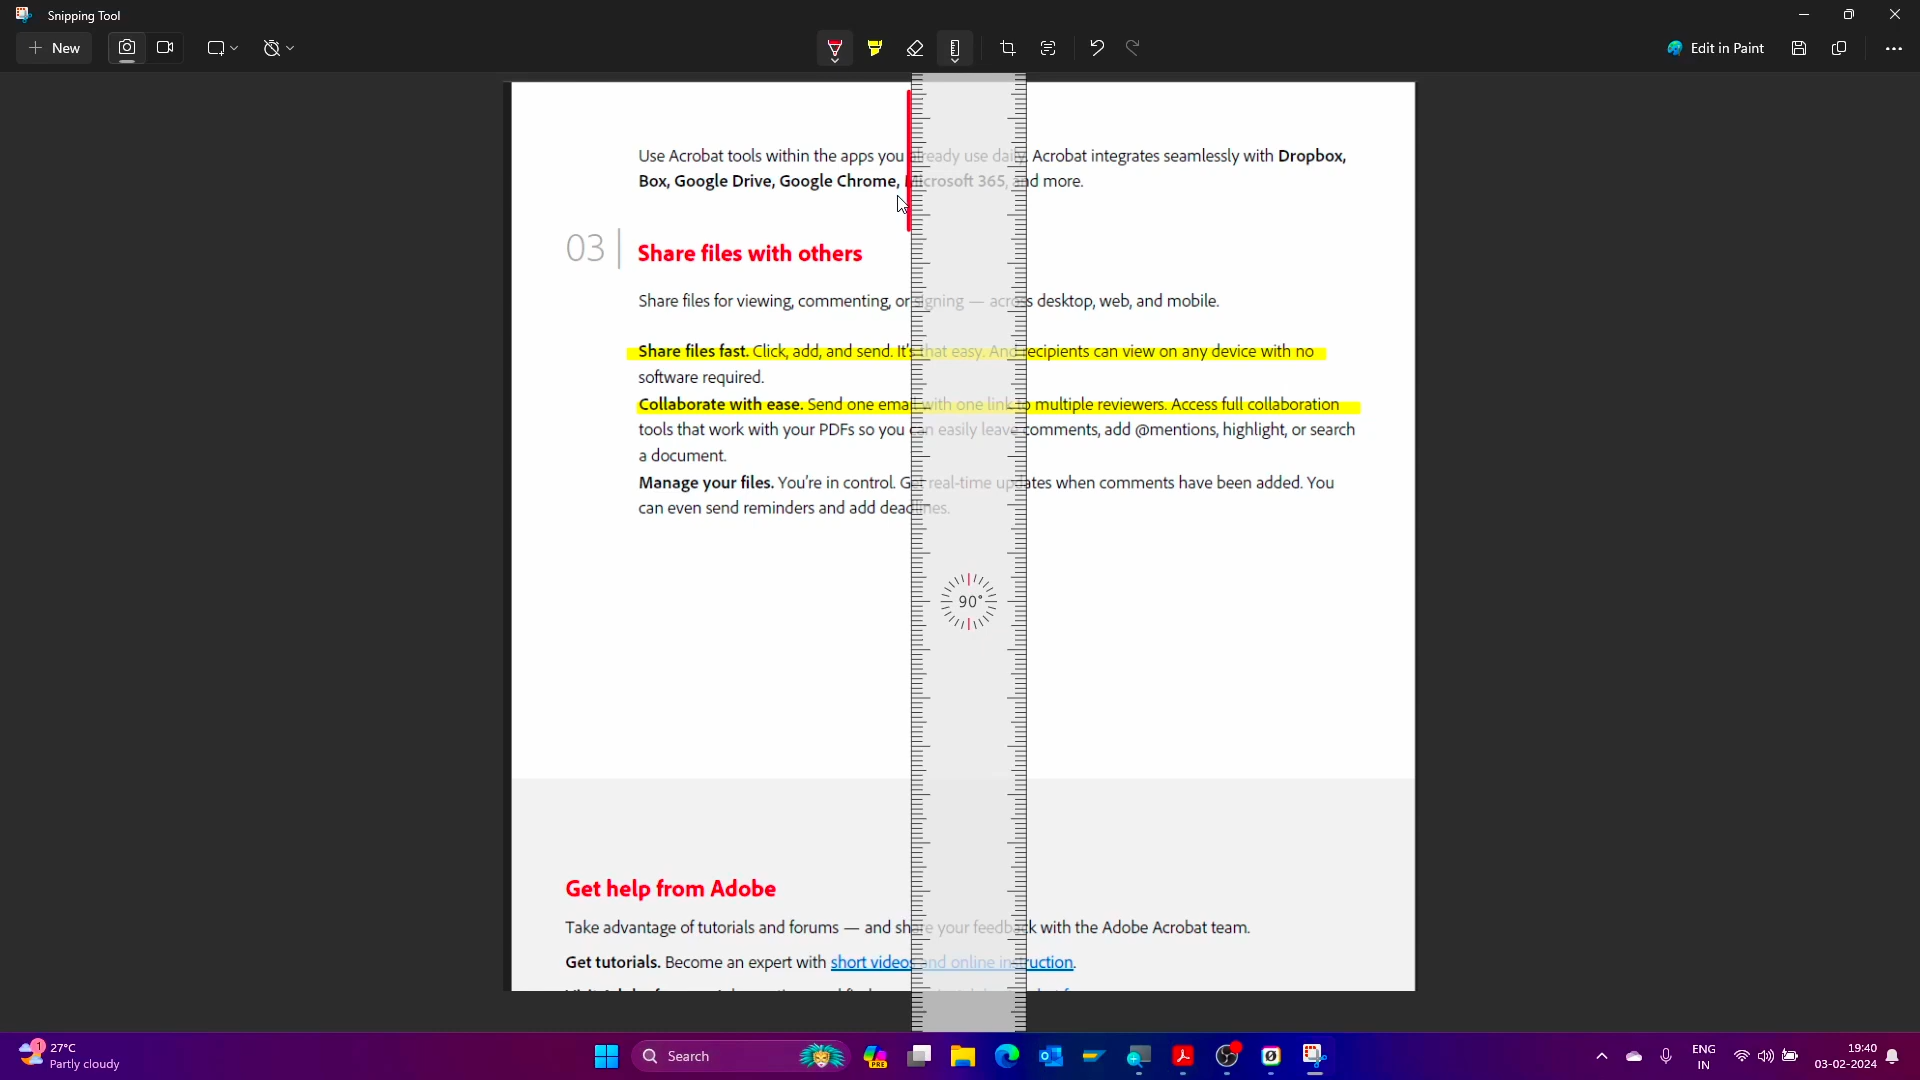 Snipping Tool
New
Edit in Paint
Use Acrobat tools within the apps you already use daily. Acrobat integrates seamlessly with Dropbox,
Box, Google Drive, Google Chrome, Microsoft 365, and more.
03 Share files with others
Share files for viewing, commenting, or signing — across desktop, web, and mobile.
Share files fast. Click, add, and send. It's that easy. And recipients can view on any device with no
software required.
Collaborate with ease. Send one email with one link to multiple reviewers. Access full collaboration
tools that work with your PDFs so you can easily leave comments, add @mentions, highlight, or search
a document.
Manage your files. You're in control. Get real-time updates when comments have been added. You
can even send reminders and add deadlines.
90°
Get help from Adobe
Take advantage of tutorials and forums — and share your feedback with the Adobe Acrobat team.
Get tutorials. Become an expert with short videos and online instruction.
1
27°C
Partly cloudy
Search
PRE
ENG
IN
19:40
03-02-2024